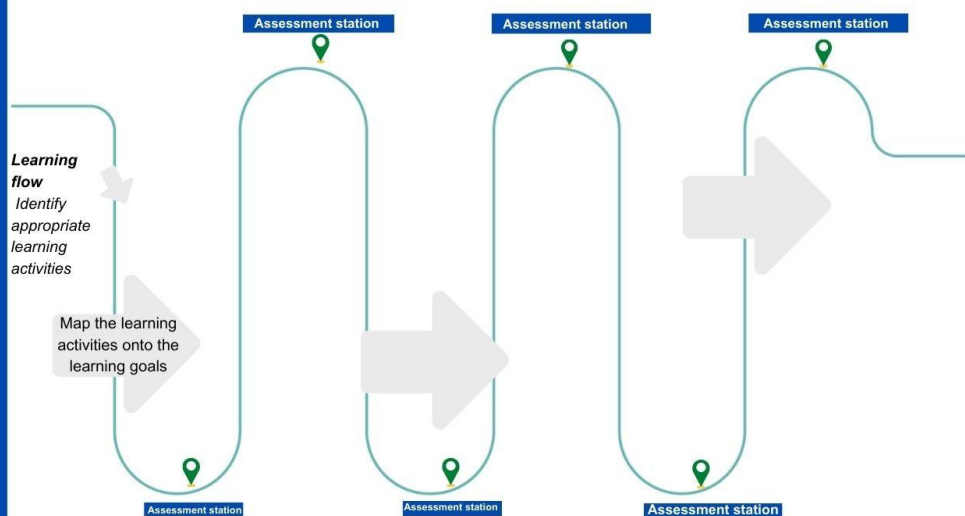 Assessment station
Assessment station
Assessment station
Learning
flow
Identify
appropriate
learning
activities
Map the learning
activities onto the
learning goals
Assessment station
Assessment station
Assessment station